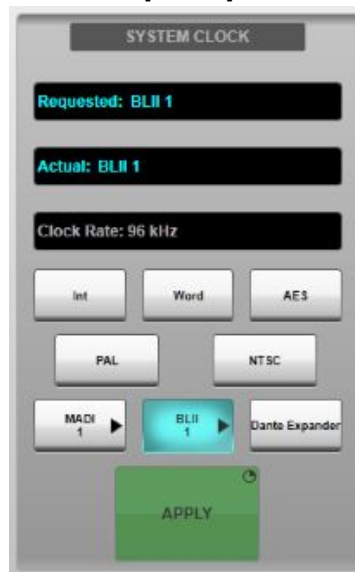 SYSTEM CLOCK
Requested: BLII 1
Actual: BLII 1
Clock Rate: 96 kHz
Int Word AES
PAL NTSC
MADI 1 BLII 1 Dante Expander
APPLY